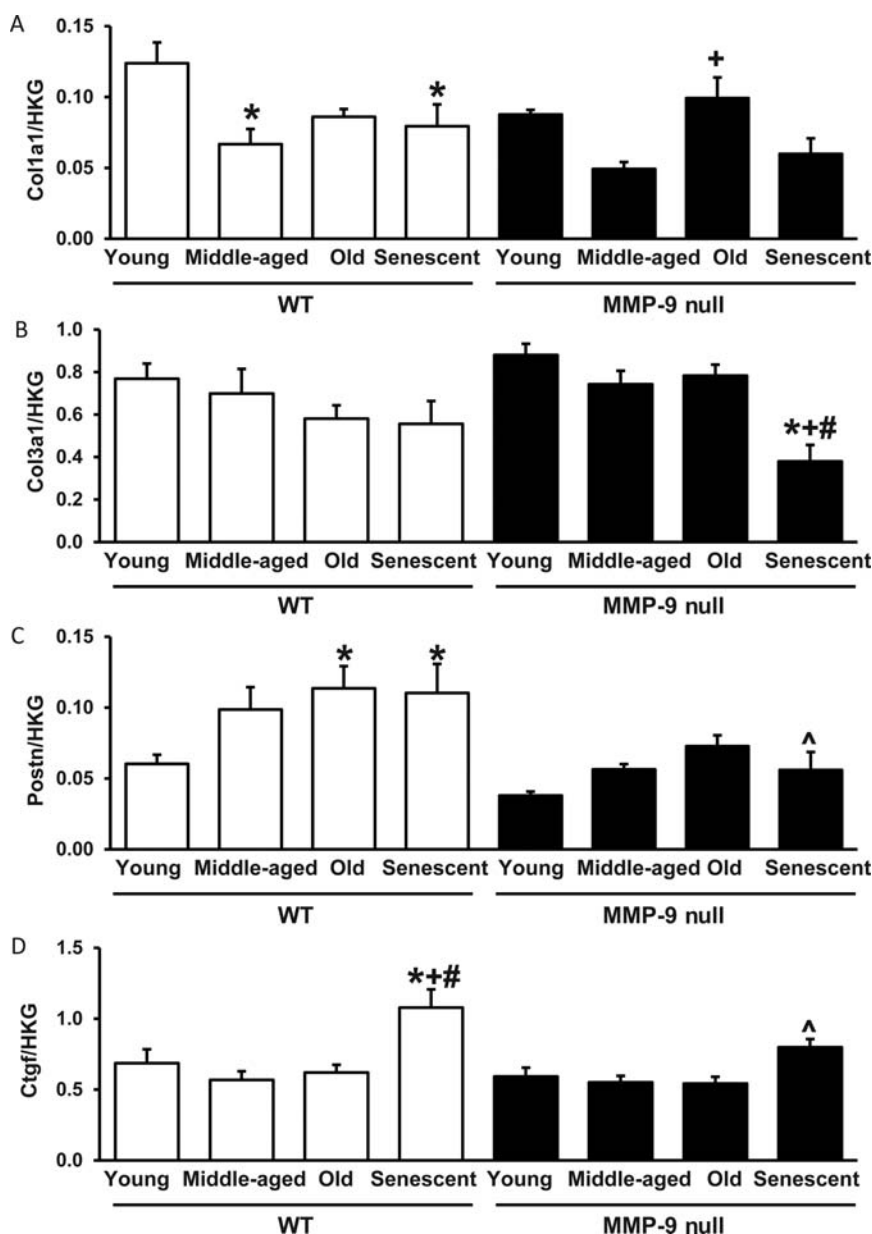 A
Col1a1/HKG
0.15
0.10
0.05
0.00
* * +
Young Middle-aged Old Senescent Young Middle-aged Old Senescent
WT MMP-9 null
B
Col3a1/HKG
1.0
0.8
0.6
0.4
0.2
0.0
*+#
Young Middle-aged Old Senescent Young Middle-aged Old Senescent
WT MMP-9 null
C
Postn/HKG
0.15
0.10
0.05
0.00
* * ^
Young Middle-aged Old Senescent Young Middle-aged Old Senescent
WT MMP-9 null
D
Ctgf/HKG
1.5
1.0
0.5
0.0
*+# ^
Young Middle-aged Old Senescent Young Middle-aged Old Senescent
WT MMP-9 null